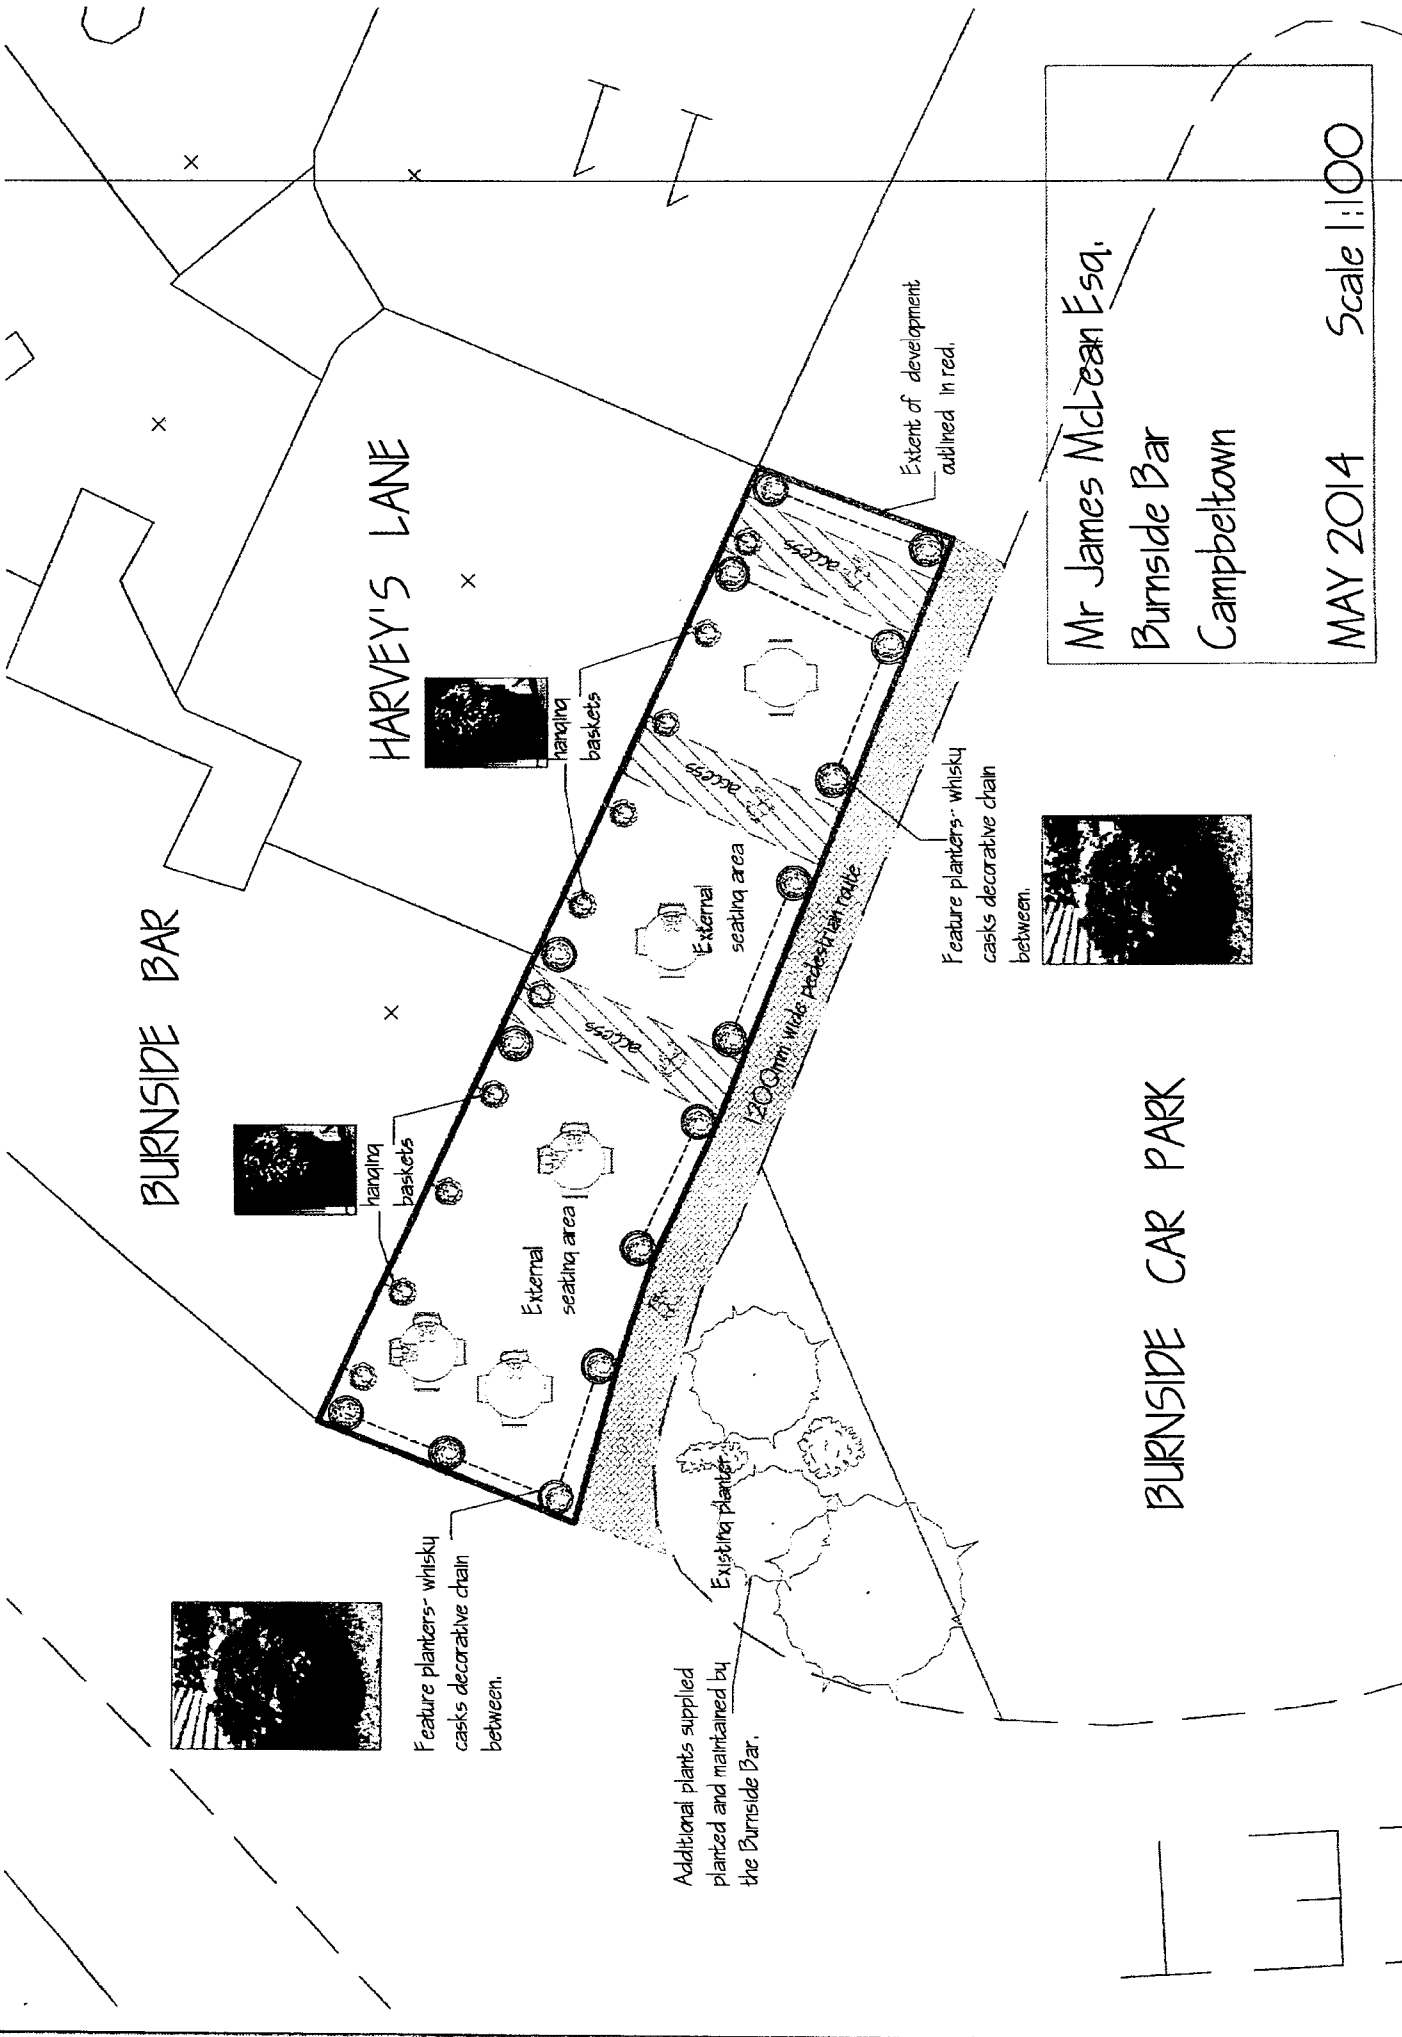 BURNSIDE BAR
HARVEY'S LANE
hanging
baskets
hanging
baskets
Feature planters- whisky
casks decorative chain
between.
External
seating area
access
External
seating area
access
access
Extent of development
outlined in red.
1200mm wide pedestrian route
Existing planter
Additional plants supplied
planted and maintained by
the Burnside Bar.
Feature planters- whisky
casks decorative chain
between.
BURNSIDE CAR PARK
Mr James McLean Esq.
Burnside Bar
Campbeltown
MAY 2014 Scale 1:100